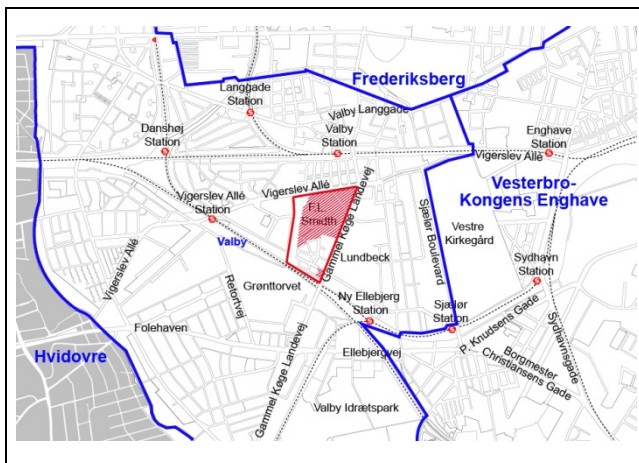 Frederiksberg
Langgade
Station
Valby Langgade
Danshøj
Station
Valby
Station
Enghave
Station
Vigerslev Allé
Vigerslev Allé
Vesterbro-
Kongens Enghave
Vigerslev Allé
Station
F.L.
Smidth
Gammel Køge Landevej
Sjælør Boulevard
Vestre
Kirkegård
Valby
Vigerslev Allé
Lundbeck
Sydhavn
Station
Retortvej
Grønttorvet
Ny Ellebjerg
Station
Sjælør
Station
P. Knudsens Gade
Sydhavnsgade
Folehaven
Hvidovre
Gammel Køge Landevej
Ellebjergvej
Borgmester
Christiansens Gade
Valby Idrætspark